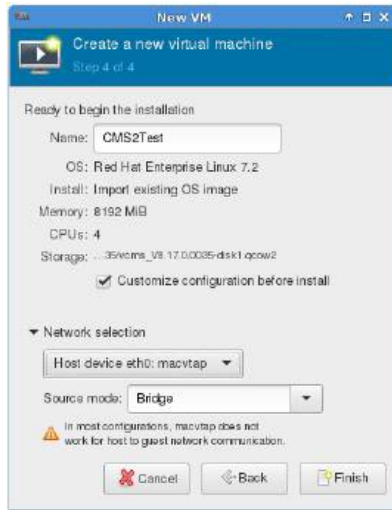 New VM
Create a new virtual machine
Step 4 of 4
Ready to begin the installation
Name: CMS2Test
OS: Red Hat Enterprise Linux 7.2
Install: Import existing OS image
Memory: 8192 MiB
CPUs: 4
Storage: ...35/vcms_V8.17.0.0035-disk1.qcow2
Customize configuration before install
Network selection
Host device eth0: macvtap
Source mode: Bridge
In most configurations, macvtap does not
work for host to guest network communication.
Cancel Back Finish